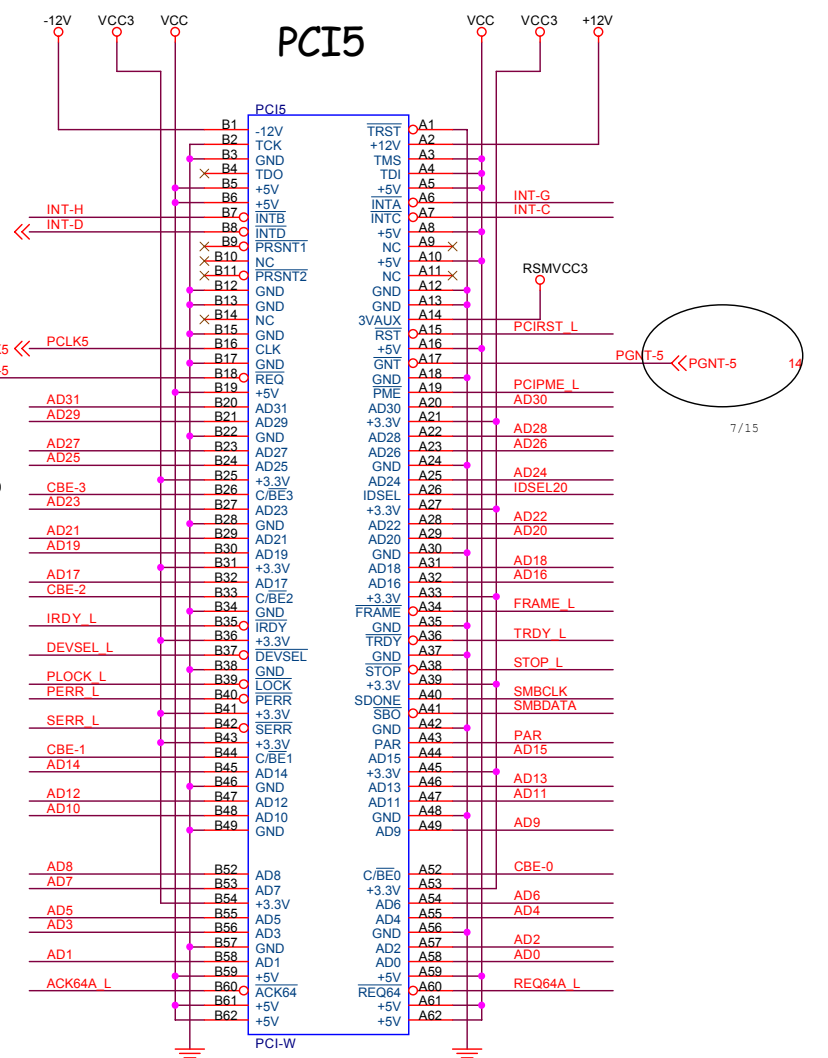 -12V VCC3 VCC PCI5 VCC VCC3 +12V
PCI5
B1 -12V TRST A1
B2 TCK +12V A2
B3 GND TMS A3
B4 TDO TDI A4
B5 +5V +5V A5
B6 +5V INTA A6 INT-G
INT-H B7 INTB INTC A7 INT-C
INT-D B8 INTD +5V A8
B9 PRSNT1 NC A9
B10 NC +5V A10
B11 PRSNT2 NC A11 RSMVCC3
B12 GND GND A12
B13 GND GND A13
B14 NC 3VAUX A14
B15 GND RST A15 PCIRST_L
PCLK5 B16 CLK +5V A16
B17 GND GNT A17 PGNT-5 PGNT-5 14
B18 REQ GND A18
B19 +5V PME A19 PCIPME_L
AD31 B20 AD31 AD30 A20 AD30
AD29 B21 AD29 +3.3V A21
B22 GND AD28 A22 AD28
7/15
AD27 B23 AD27 AD26 A23 AD26
AD25 B24 AD25 GND A24
B25 +3.3V AD24 A25 AD24
CBE-3 B26 C/BE3 IDSEL A26 IDSEL20
AD23 B27 AD23 +3.3V A27
B28 GND AD22 A28 AD22
AD21 B29 AD21 AD20 A29 AD20
AD19 B30 AD19 GND A30
B31 +3.3V AD18 A31 AD18
AD17 B32 AD17 AD16 A32 AD16
CBE-2 B33 C/BE2 +3.3V A33
B34 GND FRAME A34 FRAME_L
IRDY_L B35 IRDY GND A35
B36 +3.3V TRDY A36 TRDY_L
DEVSEL_L B37 DEVSEL GND A37
B38 GND STOP A38 STOP_L
PLOCK_L B39 LOCK +3.3V A39
PERR_L B40 PERR SDONE A40 SMBCLK
B41 +3.3V SBO A41 SMBDATA
SERR_L B42 SERR GND A42
B43 +3.3V PAR A43 PAR
CBE-1 B44 C/BE1 AD15 A44 AD15
AD14 B45 AD14 +3.3V A45
B46 GND AD13 A46 AD13
AD12 B47 AD12 AD11 A47 AD11
AD10 B48 AD10 GND A48
B49 GND AD9 A49 AD9
AD8 B52 AD8 C/BE0 A52 CBE-0
AD7 B53 AD7 +3.3V A53
B54 +3.3V AD6 A54 AD6
AD5 B55 AD5 AD4 A55 AD4
AD3 B56 AD3 GND A56
B57 GND AD2 A57 AD2
AD1 B58 AD1 AD0 A58 AD0
B59 +5V +5V A59
ACK64A_L B60 ACK64 REQ64 A60 REQ64A_L
B61 +5V +5V A61
B62 +5V +5V A62
PCI-W